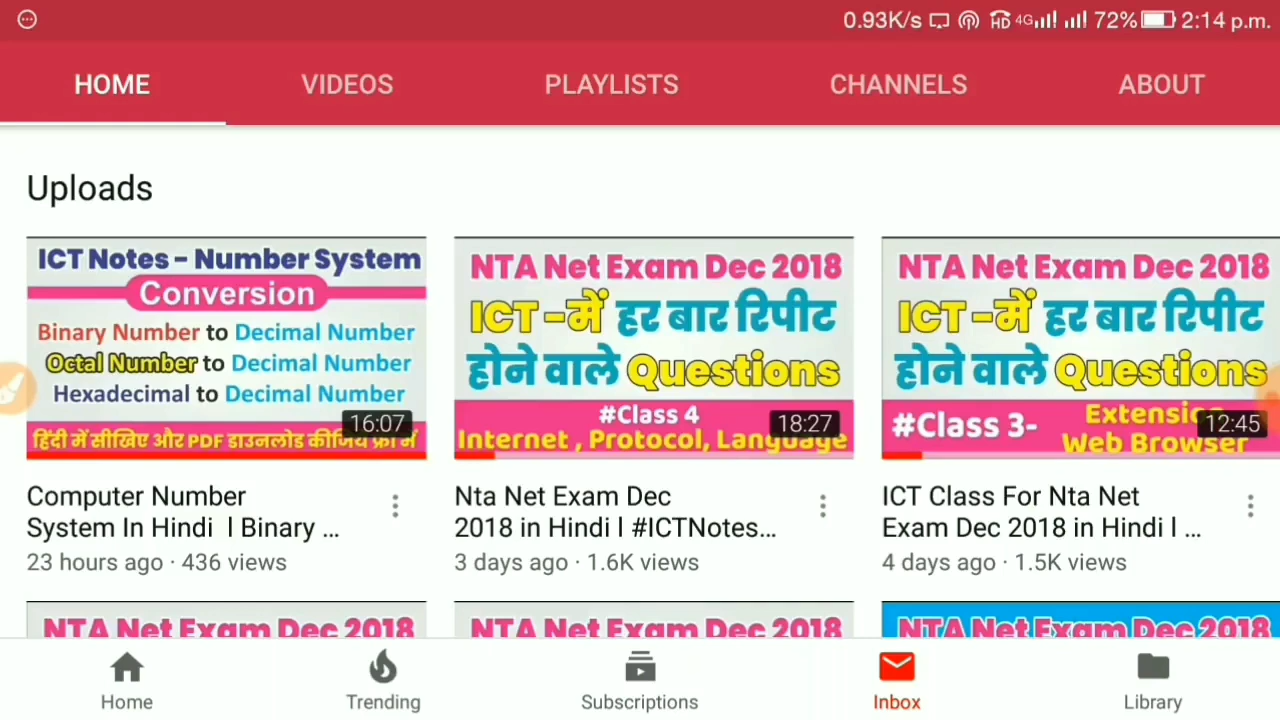 0.93K/s HD 4G 72% 2:14 p.m.
HOME VIDEOS PLAYLISTS CHANNELS ABOUT
Uploads
ICT Notes - Number System
Conversion
Binary Number to Decimal Number
Octal Number to Decimal Number
Hexadecimal to Decimal Number
हिंदी में सीखिए और PDF डाउनलोड कीजिये फ्री में
16:07
Computer Number
System In Hindi l Binary ...
23 hours ago · 436 views
NTA Net Exam Dec 2018
ICT -में हर बार रिपीट
होने वाले Questions
#Class 4
Internet , Protocol, Language
18:27
Nta Net Exam Dec
2018 in Hindi l #ICTNotes...
3 days ago · 1.6K views
NTA Net Exam Dec 2018
ICT -में हर बार रिपीट
होने वाले Questions
#Class 3- Extension
Web Browser
12:45
ICT Class For Nta Net
Exam Dec 2018 in Hindi l ...
4 days ago · 1.5K views
NTA Net Exam Dec 2018
NTA Net Exam Dec 2018
NTA Net Exam Dec 2018
Home Trending Subscriptions Inbox Library